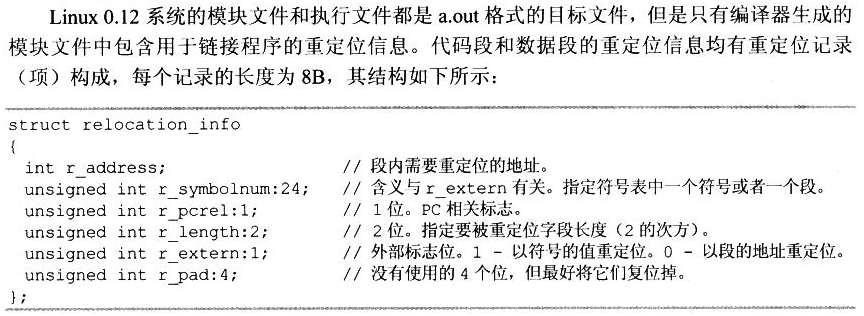 Linux 0.12 系统的模块文件和执行文件都是 a.out 格式的目标文件，但是只有编译器生成的
模块文件中包含用于链接程序的重定位信息。代码段和数据段的重定位信息均有重定位记录
（项）构成，每个记录的长度为 8B，其结构如下所示：
struct relocation_info
{
int r_address; // 段内需要重定位的地址。
unsigned int r_symbolnum:24; // 含义与 r_extern 有关。指定符号表中一个符号或者一个段。
unsigned int r_pcrel:1; // 1 位。PC 相关标志。
unsigned int r_length:2; // 2 位。指定要被重定位字段长度（2 的次方）。
unsigned int r_extern:1; // 外部标志位。1 - 以符号的值重定位。0 - 以段的地址重定位。
unsigned int r_pad:4; // 没有使用的 4 个位，但最好将它们复位掉。
};